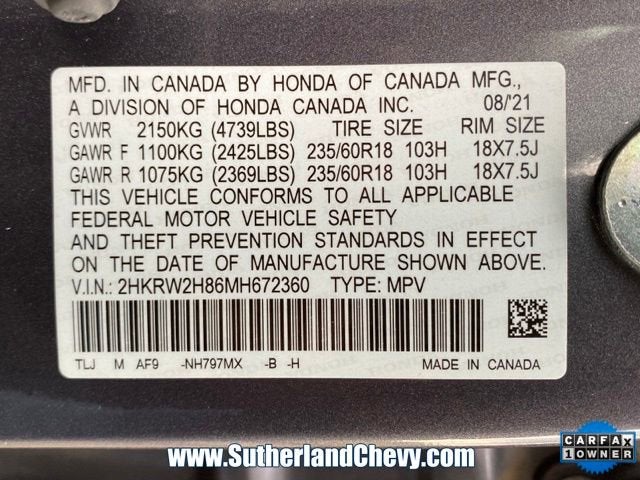 MFD. IN CANADA BY HONDA OF CANADA MFG.,
A DIVISION OF HONDA CANADA INC. 08/'21
GVWR 2150KG (4739LBS) TIRE SIZE RIM SIZE
GAWR F 1100KG (2425LBS) 235/60R18 103H 18X7.5J
GAWR R 1075KG (2369LBS) 235/60R18 103H 18X7.5J
THIS VEHICLE CONFORMS TO ALL APPLICABLE
FEDERAL MOTOR VEHICLE SAFETY
AND THEFT PREVENTION STANDARDS IN EFFECT
ON THE DATE OF MANUFACTURE SHOWN ABOVE.
V.I.N.: 2HKRW2H86MH672360 TYPE: MPV
TLJ M AF9 -NH797MX -B -H MADE IN CANADA
www.SutherlandChevy.com
CARFAX
1 OWNER